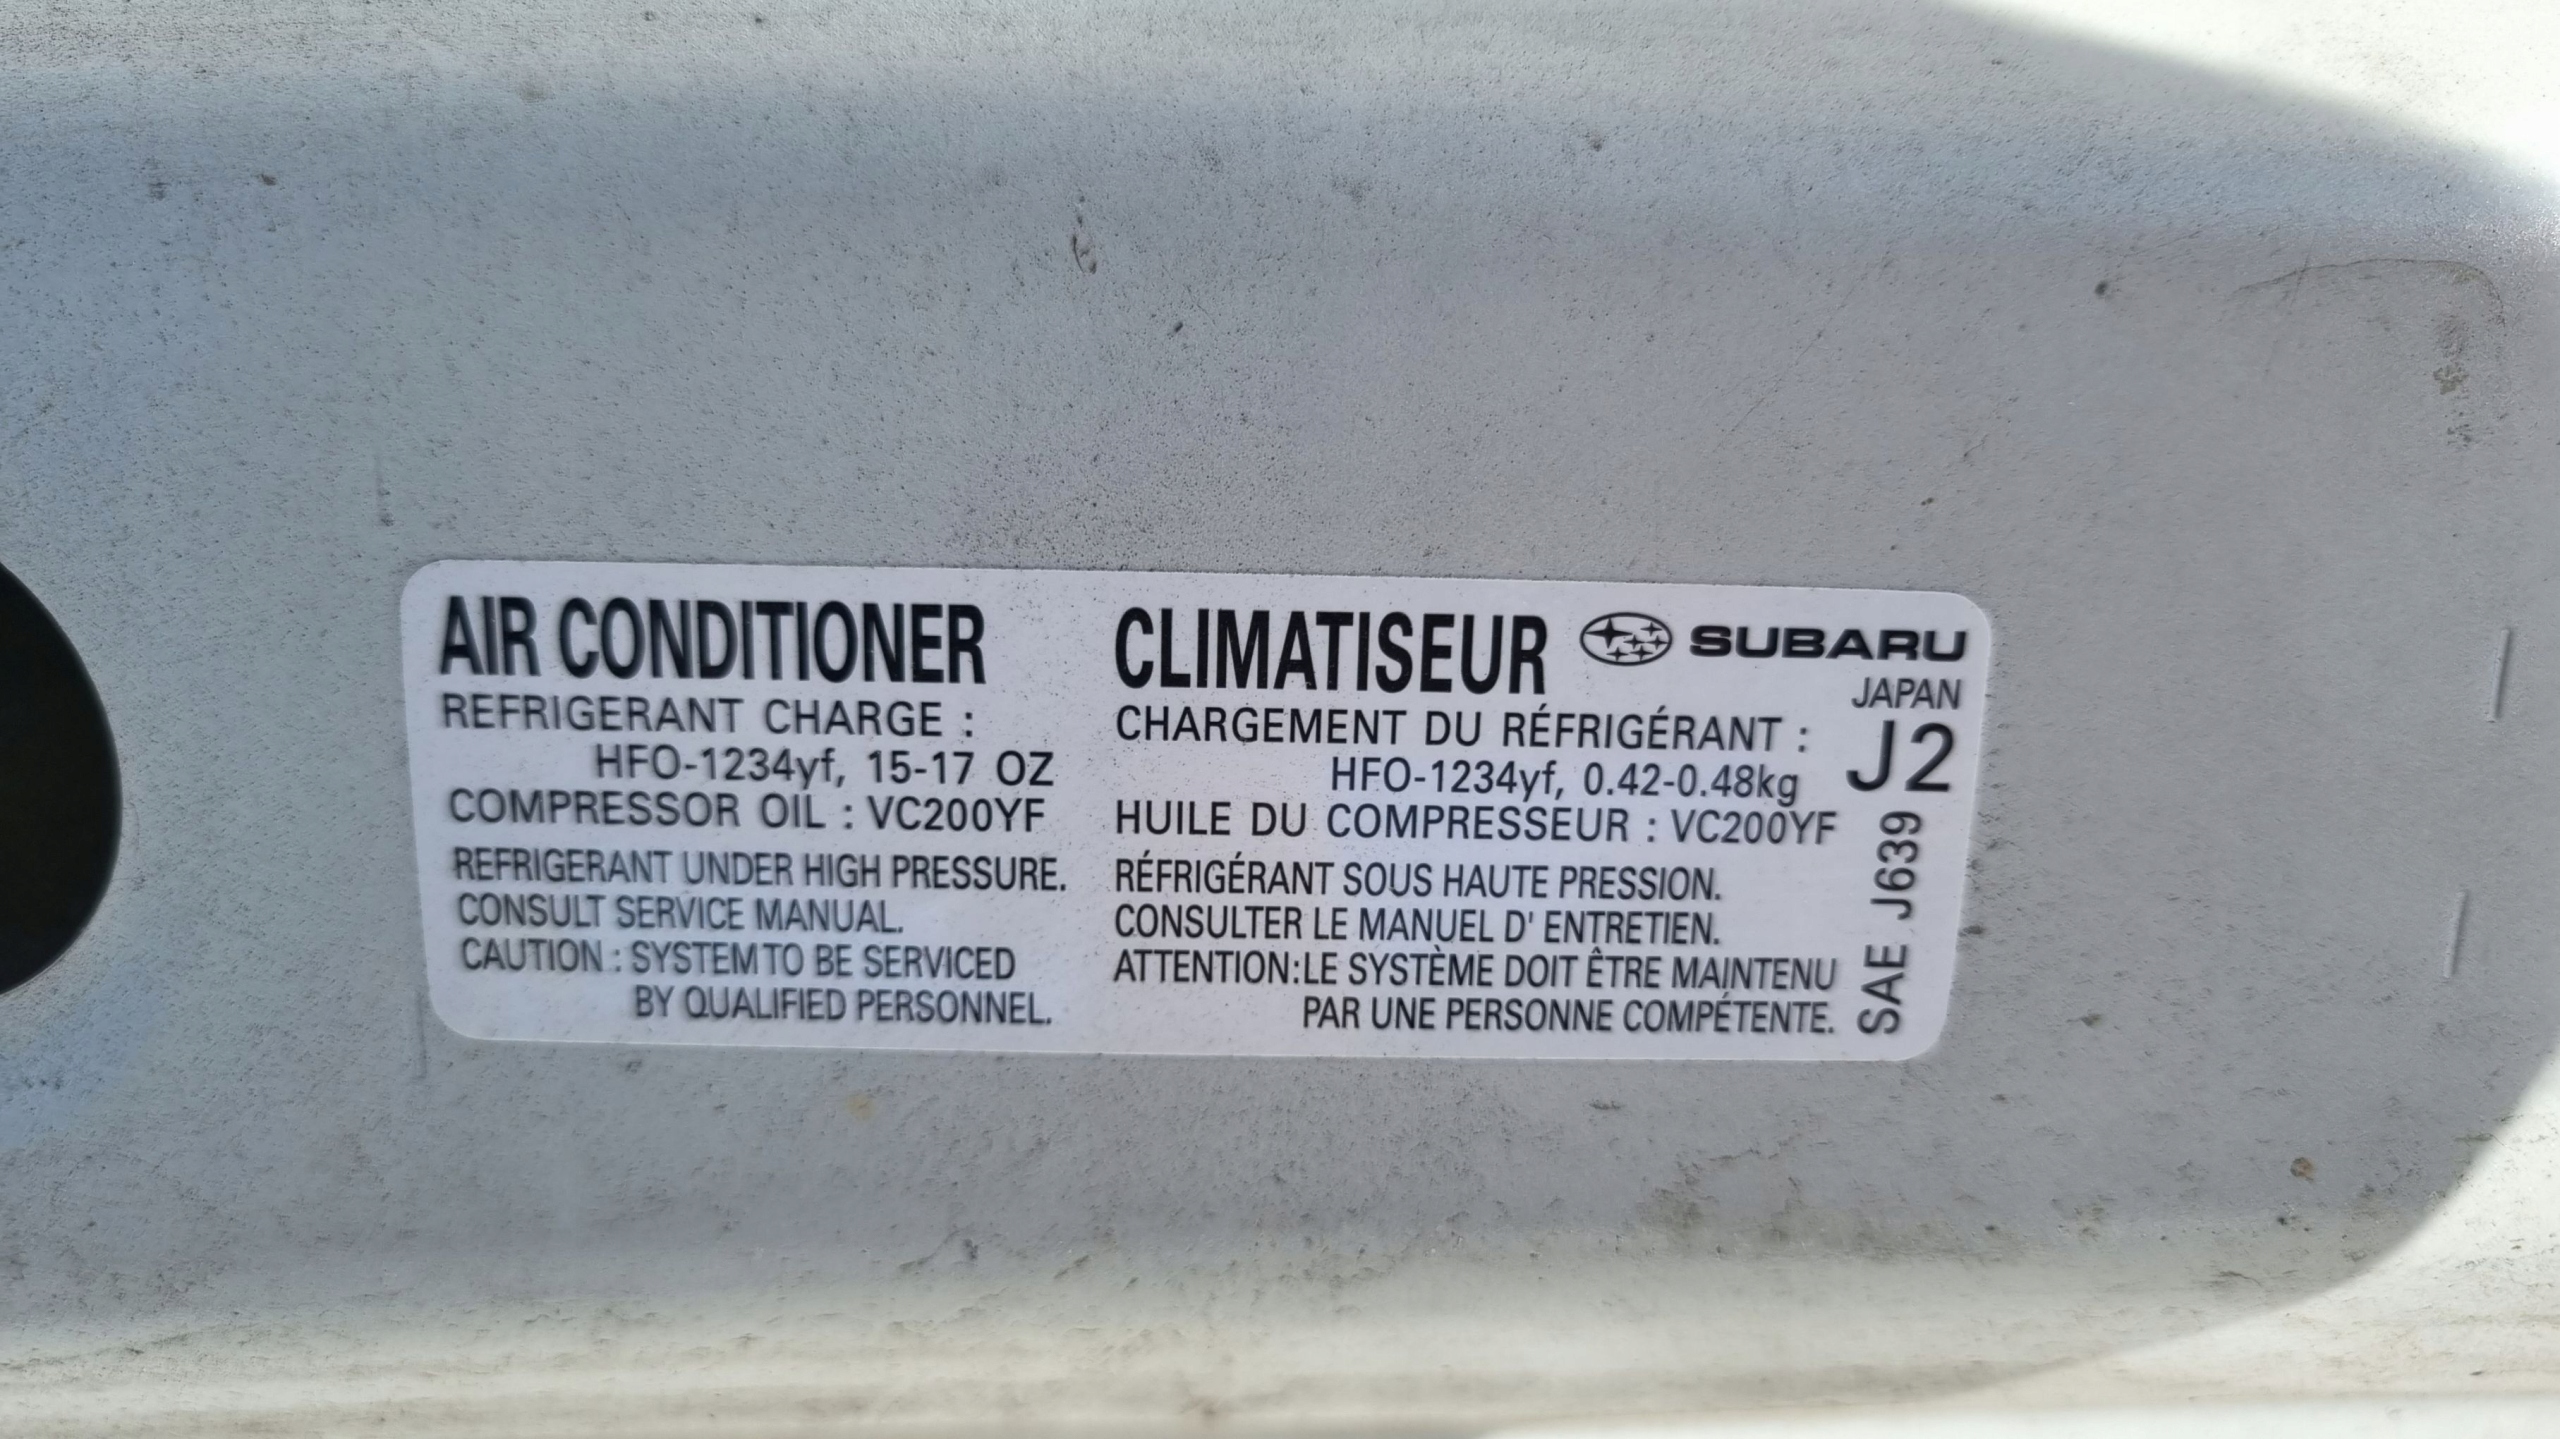 AIR CONDITIONER
REFRIGERANT CHARGE :
HFO-1234yf, 15-17 OZ
COMPRESSOR OIL : VC200YF
REFRIGERANT UNDER HIGH PRESSURE.
CONSULT SERVICE MANUAL.
CAUTION : SYSTEM TO BE SERVICED
BY QUALIFIED PERSONNEL.
CLIMATISEUR
CHARGEMENT DU RÉFRIGÉRANT :
HFO-1234yf, 0.42-0.48kg
HUILE DU COMPRESSEUR : VC200YF
RÉFRIGÉRANT SOUS HAUTE PRESSION.
CONSULTER LE MANUEL D' ENTRETIEN.
ATTENTION:LE SYSTÈME DOIT ÊTRE MAINTENU
PAR UNE PERSONNE COMPÉTENTE.
SUBARU
JAPAN
J2
SAE J639